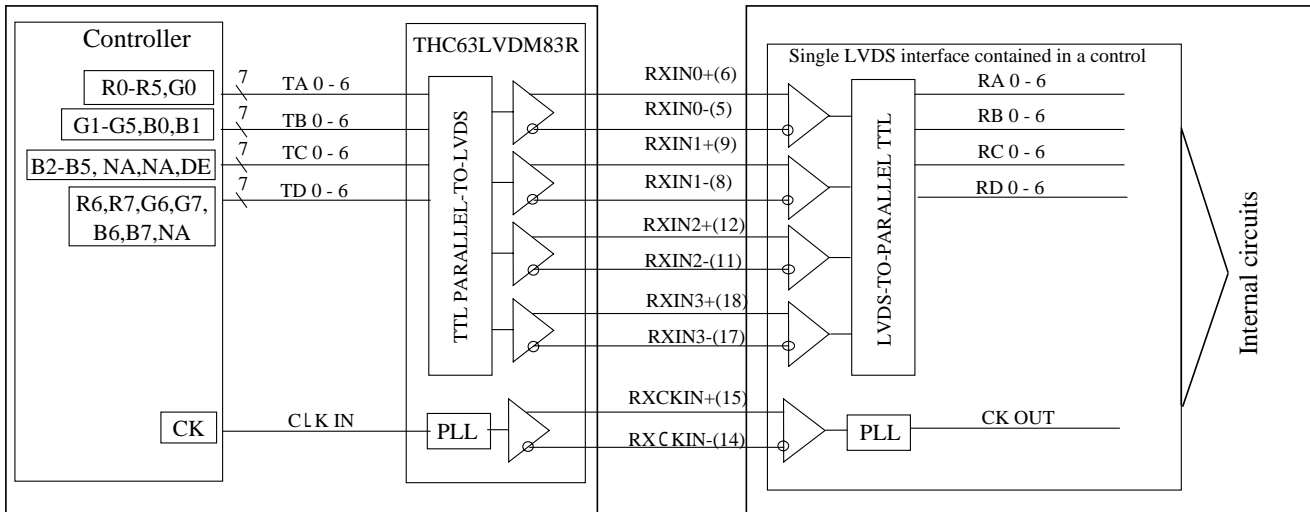 Controller
R0-R5,G0
G1-G5,B0,B1
B2-B5, NA,NA,DE
R6,R7,G6,G7,
B6,B7,NA
CK
7
TA 0 - 6
7
TB 0 - 6
7
TC 0 - 6
7
TD 0 - 6
CLK IN
THC63LVDM83R
TTL PARALLEL-TO-LVDS
PLL
RXIN0+(6)
RXIN0-(5)
RXIN1+(9)
RXIN1-(8)
RXIN2+(12)
RXIN2-(11)
RXIN3+(18)
RXIN3-(17)
RXCKIN+(15)
RXCKIN-(14)
Single LVDS interface contained in a control
LVDS-TO-PARALLEL TTL
PLL
RA 0 - 6
RB 0 - 6
RC 0 - 6
RD 0 - 6
CK OUT
Internal circuits